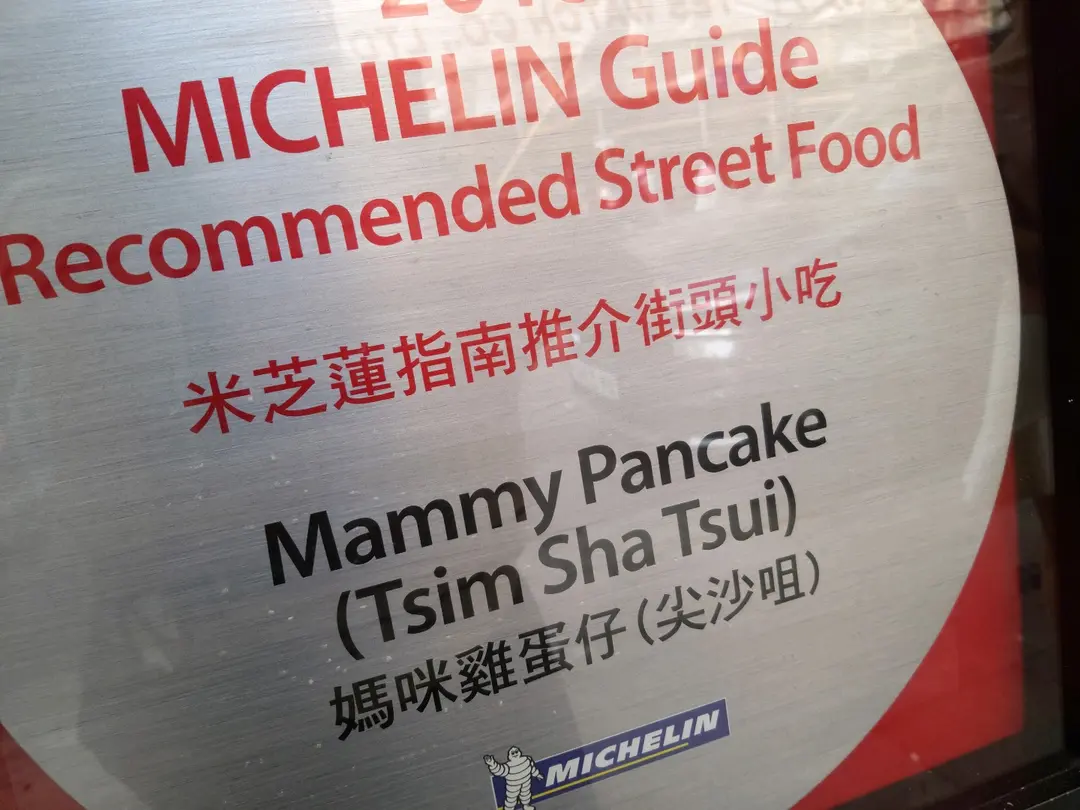 MICHELIN Guide
Recommended Street Food
米芝蓮指南推介街頭小吃
Mammy Pancake
(Tsim Sha Tsui)
媽咪雞蛋仔(尖沙咀)
MICHELIN